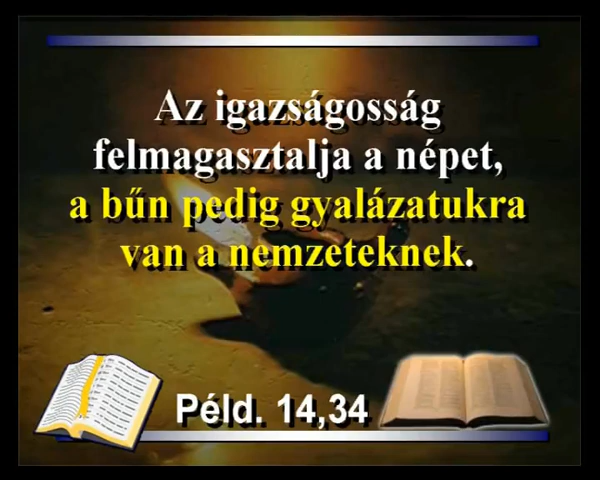 Az igazságosság
felmagasztalja a népet,
a bűn pedig gyalázatukra
van a nemzeteknek.
Péld. 14,34